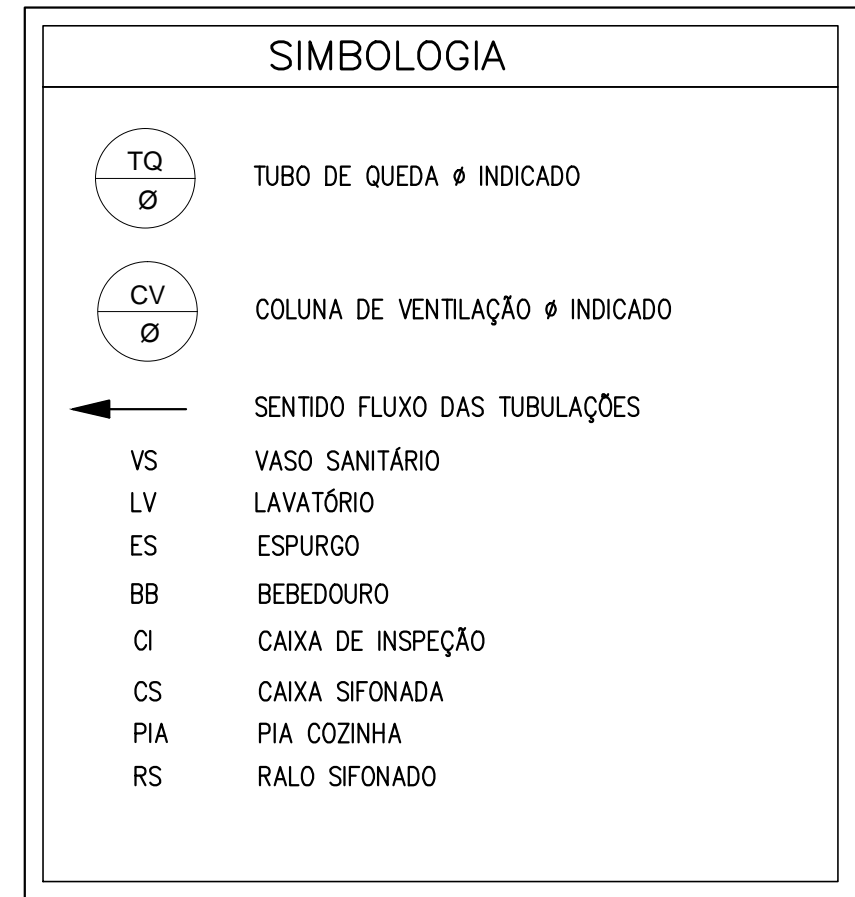 SIMBOLOGIA
TQ
Ø
TUBO DE QUEDA Ø INDICADO
CV
Ø
COLUNA DE VENTILAÇÃO Ø INDICADO
SENTIDO FLUXO DAS TUBULAÇÕES
VS VASO SANITÁRIO
LV LAVATÓRIO
ES ESPURGO
BB BEBEDOURO
CI CAIXA DE INSPEÇÃO
CS CAIXA SIFONADA
PIA PIA COZINHA
RS RALO SIFONADO